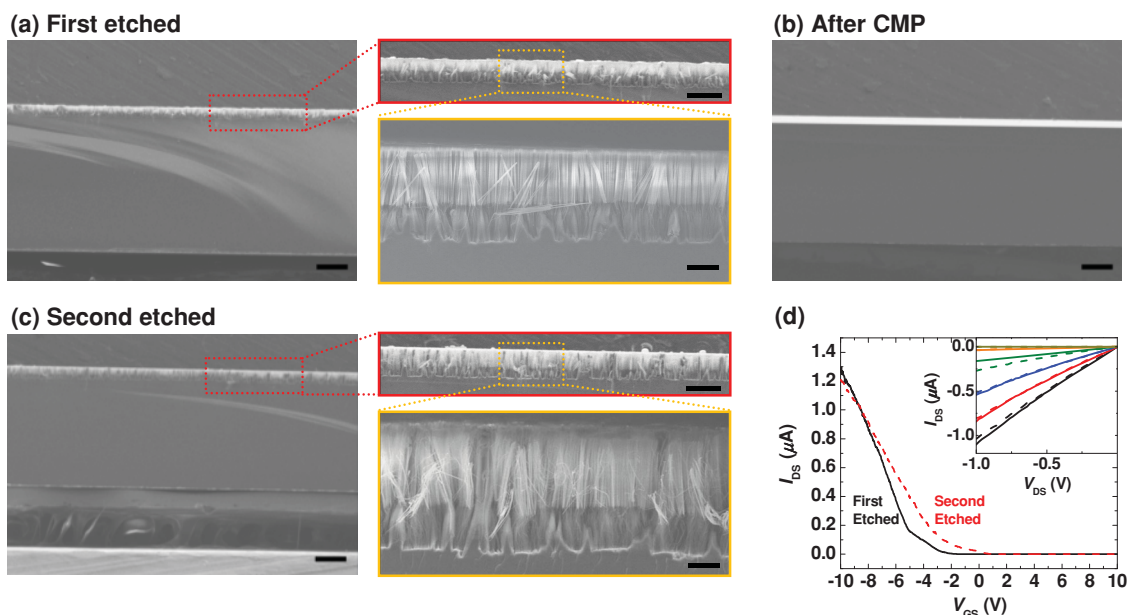 (a) First etched
(b) After CMP
(c) Second etched
(d)
1.4
1.2
1.0
0.8
0.6
0.4
0.2
0.0
I_DS (μA)
-10 -8 -6 -4 -2 0 2 4 6 8 10
V_GS (V)
First
Etched
Second
Etched
0.0
-0.5
-1.0
I_DS (μA)
-1.0 -0.5
V_DS (V)